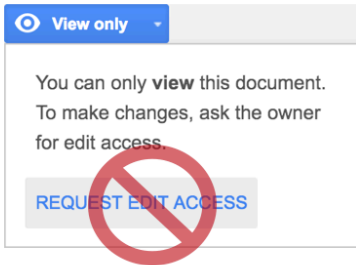 View only
You can only view this document.
To make changes, ask the owner
for edit access.
REQUEST EDIT ACCESS